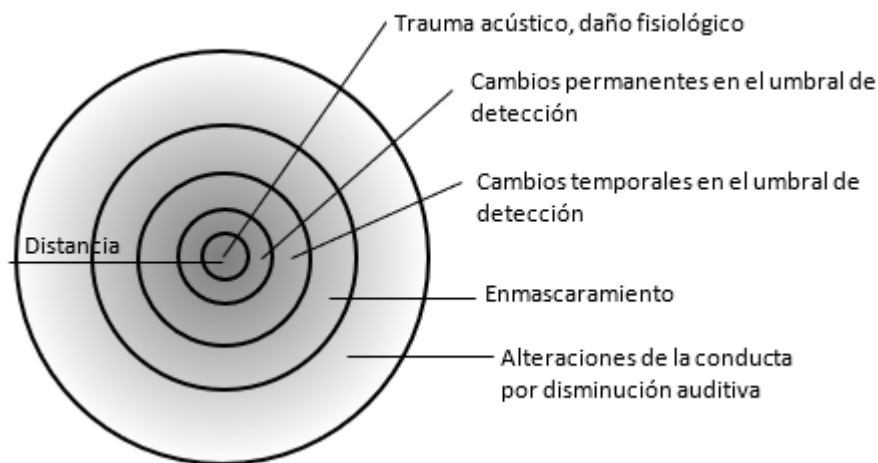 Trauma acústico, daño fisiológico
Cambios permanentes en el umbral de
detección
Cambios temporales en el umbral de
detección
Distancia
Enmascaramiento
Alteraciones de la conducta
por disminución auditiva